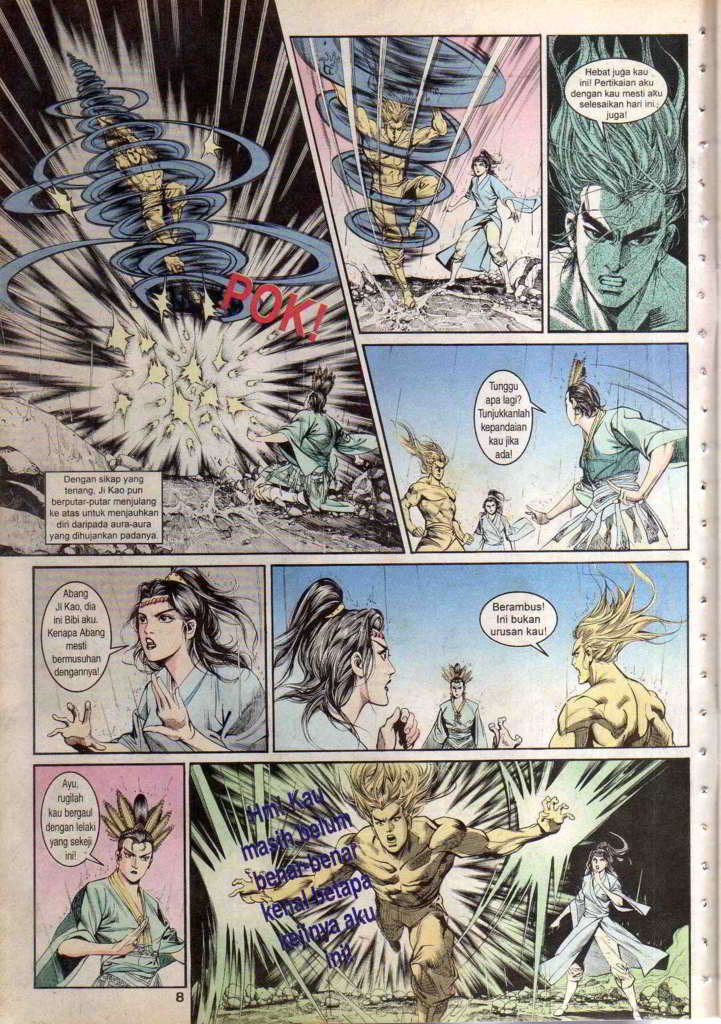 POK!
Dengan sikap yang
tenang, Ji Kao pun
berputar-putar menjulang
ke atas untuk menjauhkan
diri daripada aura-aura
yang dihujankan padanya.
Hebat juga kau
ini! Pertikaian aku
dengan kau mesti aku
selesaikan hari ini
juga!
Tunggu
apa lagi?
Tunjukkanlah
kepandaian
kau jika
ada!
Abang
Ji Kao, dia
ini Bibi aku.
Kenapa Abang
mesti
bermusuhan
dengannya!
Berambus!
Ini bukan
urusan kau!
Ayu,
rugilah
kau bergaul
dengan lelaki
yang sekeji
ini!
Hm! Kau
masih belum
benar-benar
kenal betapa
kejinya aku
ini!
8